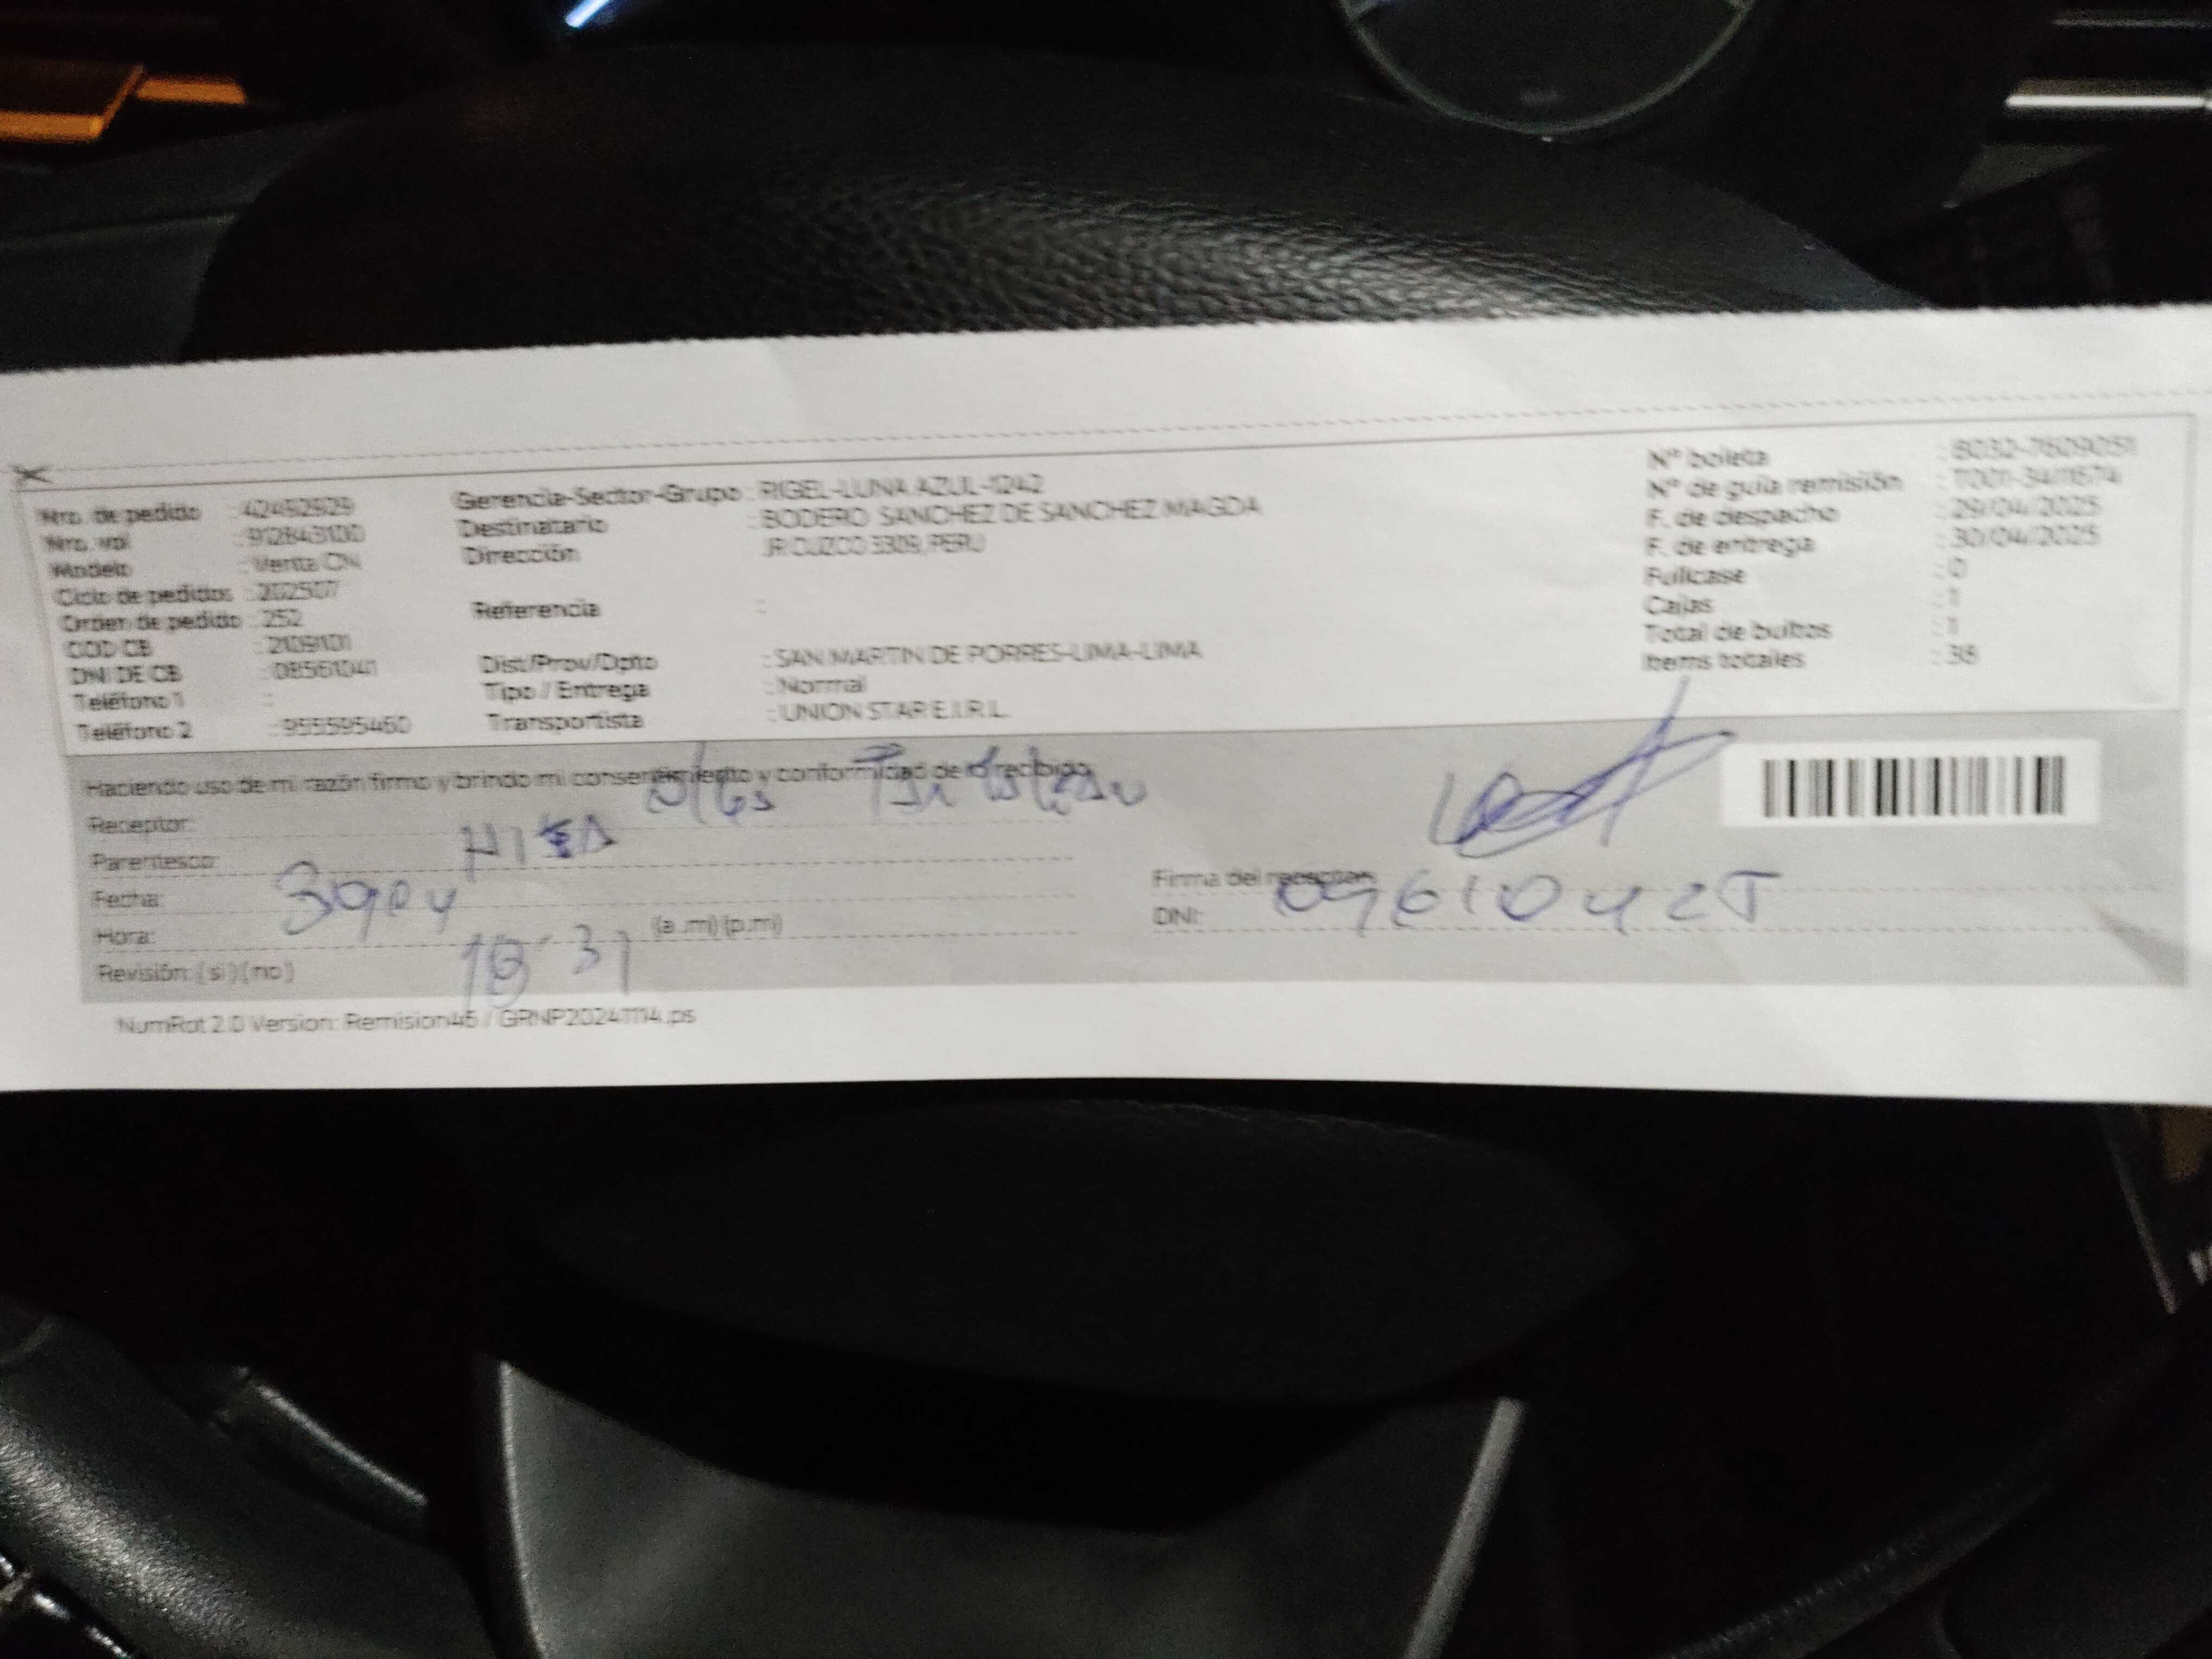 Nro. de pedido : 42492929
Nro. vol : 912843100
Modelo : Venta CN
Ciclo de pedidos : 202507
Orden de pedido : 252
COD CB : 2109101
DNI DE CB : 08561041
Teléfono 1 :
Teléfono 2 : 955595460
Gerencia-Sector-Grupo : RIGEL-LUNA AZUL-1242
Destinatario : BODERO SANCHEZ DE SANCHEZ MAGDA
Dirección JR CUZCO 3309, PERU
Referencia :
Dist/Prov/Dpto : SAN MARTIN DE PORRES-LIMA-LIMA
Tipo / Entrega : Normal
Transportista : UNION STAR E.I.R.L.
N° boleta : B032-7609051
N° de guía remisión : T001-3411674
F. de despacho : 29/04/2025
F. de entrega : 30/04/2025
Fullcase : 0
Cajas : 1
Total de bultos : 1
Items totales : 38
Haciendo uso de mi razón firmo y brindo mi consentimiento y conformidad de lo recibido
Receptor:
Parentesco:
Fecha:
Hora: (a.m) (p.m)
18:31
Revisión: ( si ) ( no )
Firma del receptor:
DNI:
NumRot 2.0 Version: Remision46 / GRNP20241114.ps